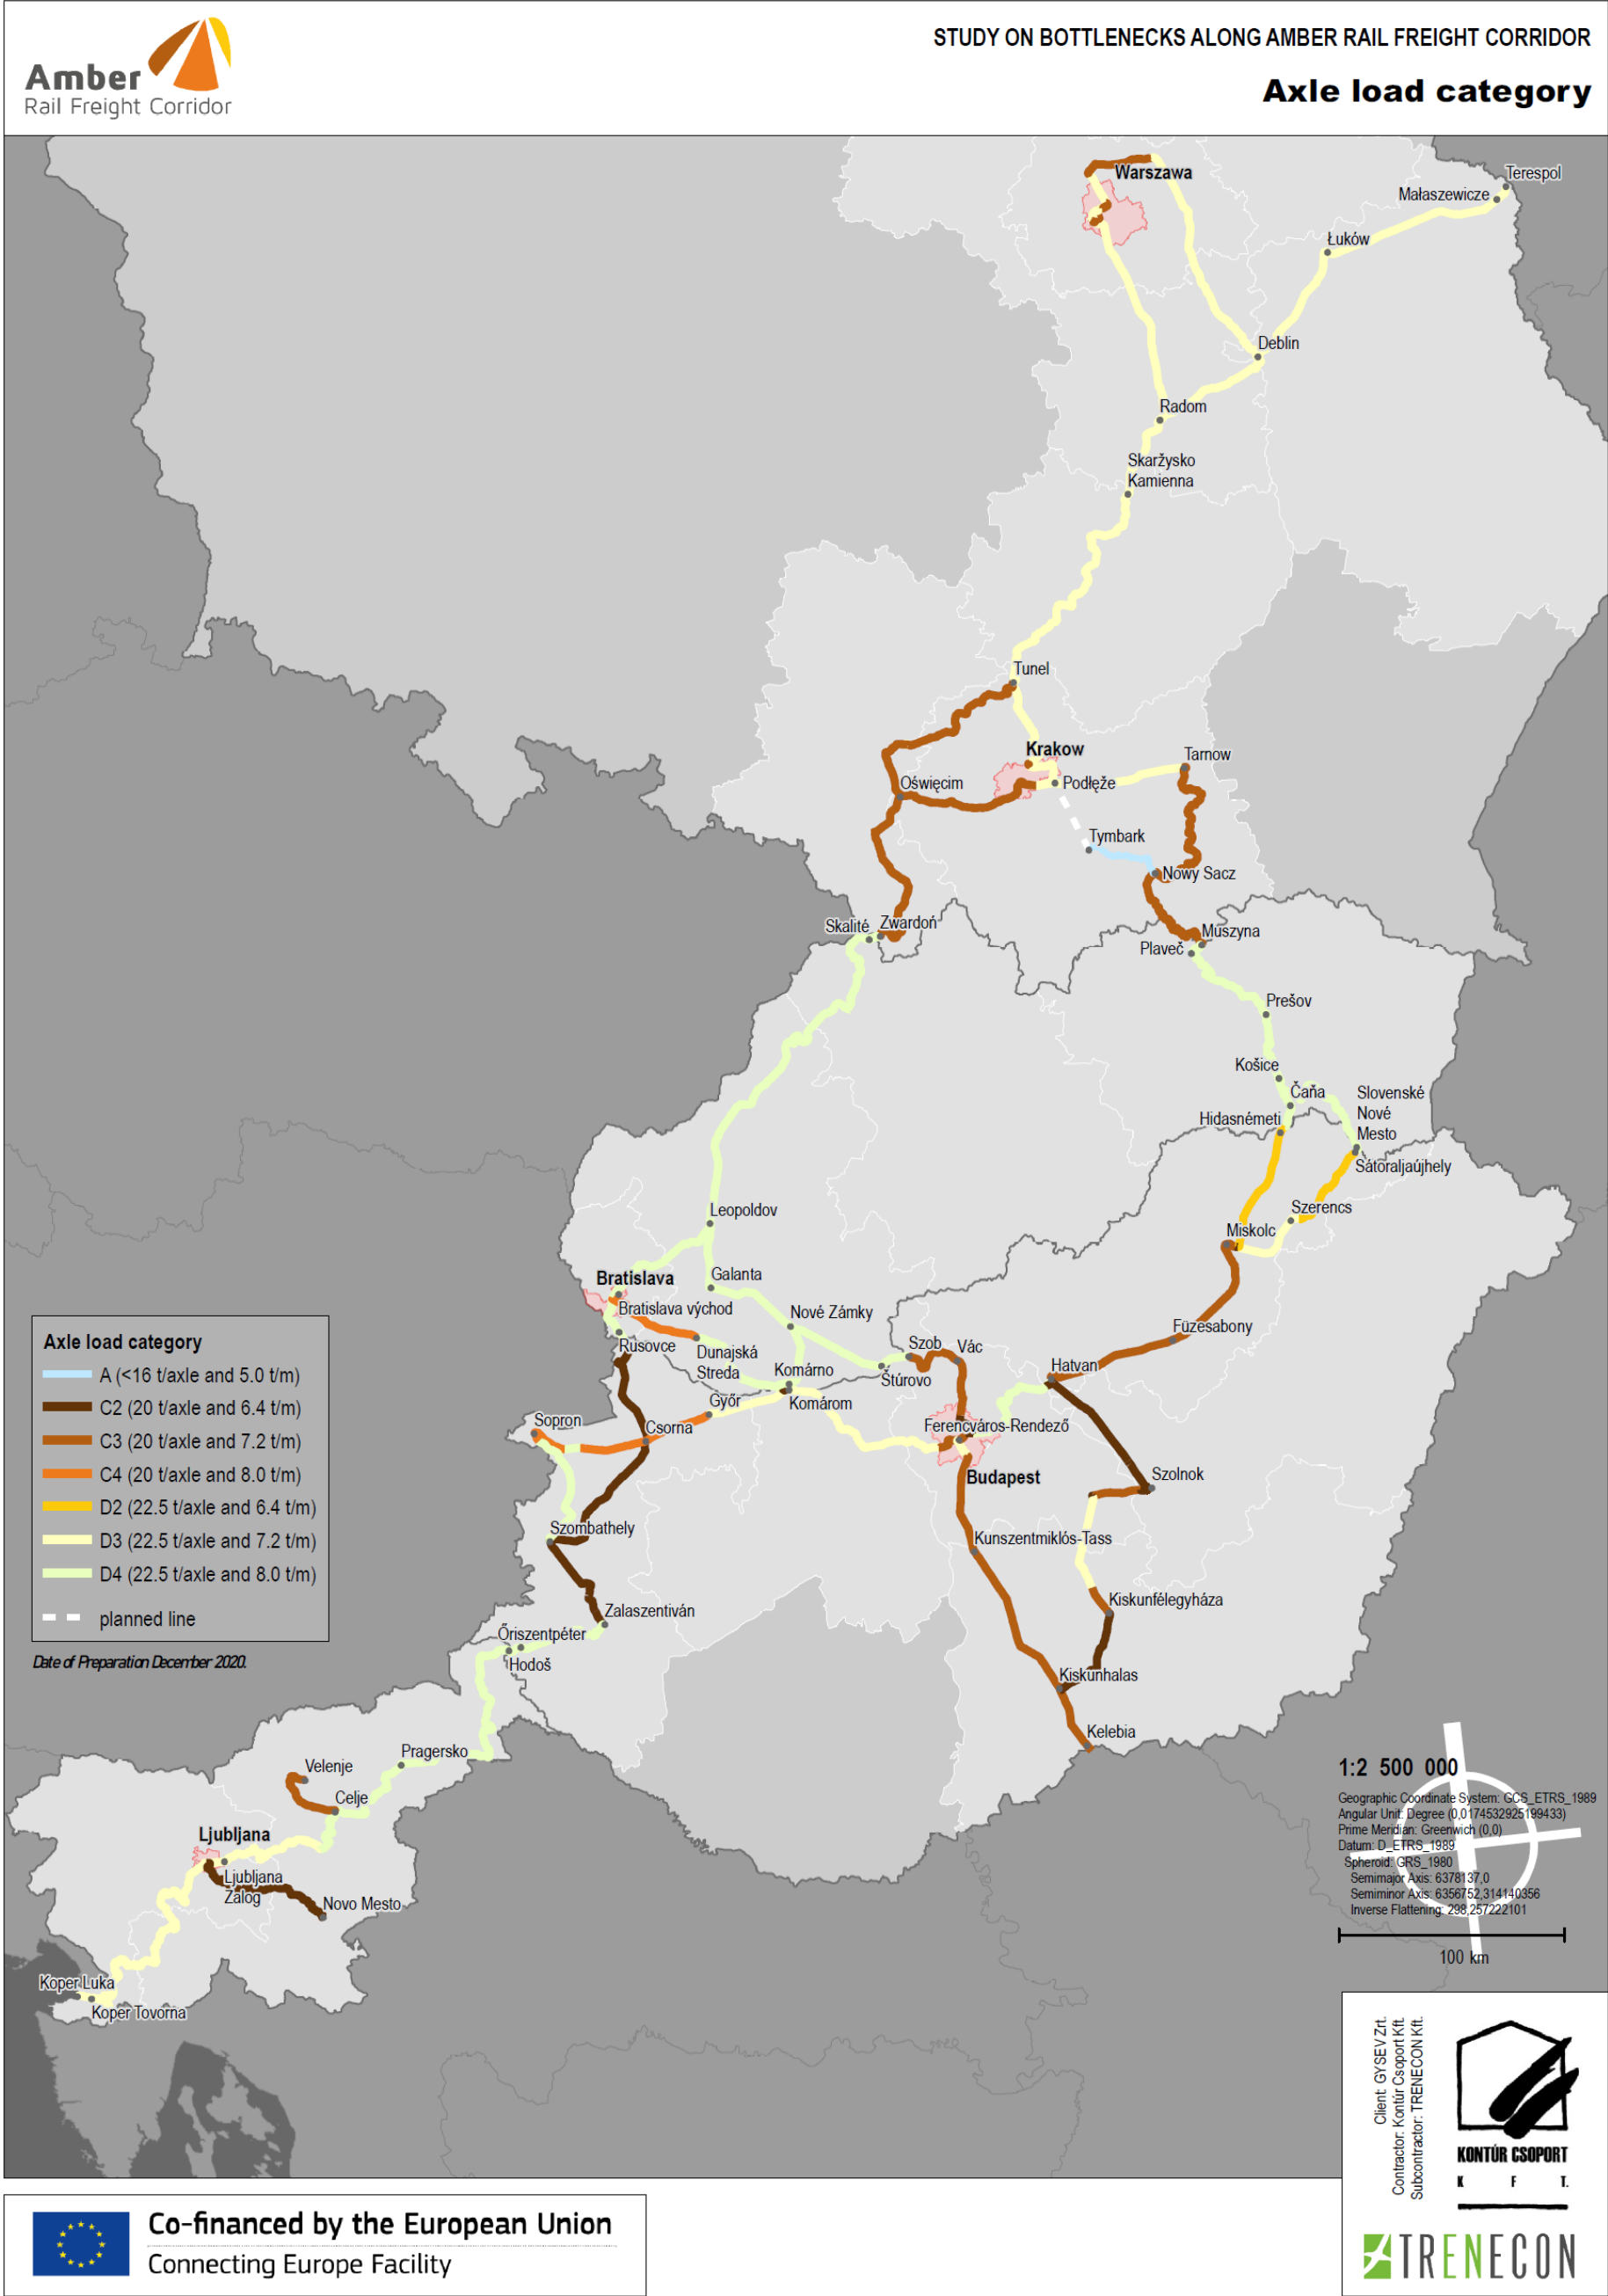 Amber
Rail Freight Corridor
STUDY ON BOTTLENECKS ALONG AMBER RAIL FREIGHT CORRIDOR
Axle load category
Warszawa
Terespol
Małaszewicze
Łuków
Deblin
Radom
Skaržysko
Kamienna
Tunel
Krakow
Tarnow
Oświęcim
Podłęże
Tymbark
Nowy Sacz
Skalité
Zwardoń
Muszyna
Plaveč
Prešov
Košice
Čaňa
Slovenské
Nové
Mesto
Hidasnémeti
Sátoraljaújhely
Szerencs
Miskolc
Leopoldov
Bratislava
Galanta
Bratislava východ
Nové Zámky
Füzesabony
Rusovce
Dunajská
Streda
Szob
Vác
Hatvan
Komárno
Štúrovo
Komárom
Győr
Sopron
Csorna
Ferencváros-Rendező
Budapest
Szolnok
Szombathely
Kunszentmiklós-Tass
Kiskunfélegyháza
Zalaszentiván
Őriszentpéter
Hodoš
Kiskunhalas
Kelebia
Pragersko
Velenje
Celje
Ljubljana
Ljubljana
Zalog
Novo Mesto
Koper Luka
Koper Tovorna
Axle load category
A (<16 t/axle and 5.0 t/m)
C2 (20 t/axle and 6.4 t/m)
C3 (20 t/axle and 7.2 t/m)
C4 (20 t/axle and 8.0 t/m)
D2 (22.5 t/axle and 6.4 t/m)
D3 (22.5 t/axle and 7.2 t/m)
D4 (22.5 t/axle and 8.0 t/m)
planned line
Date of Preparation December 2020.
1:2 500 000
Geographic Coordinate System: GCS_ETRS_1989
Angular Unit: Degree (0,0174532925199433)
Prime Meridian: Greenwich (0,0)
Datum: D_ETRS_1989
Spheroid: GRS_1980
Semimajor Axis: 6378137,0
Semiminor Axis: 6356752,314140356
Inverse Flattening: 298,257222101
100 km
Client: GYSEV Zrt.
Contractor: Kontúr Csoport Kft.
Subcontractor: TRENECON Kft.
KONTÚR CSOPORT
K F T.
TRENECON
Co-financed by the European Union
Connecting Europe Facility